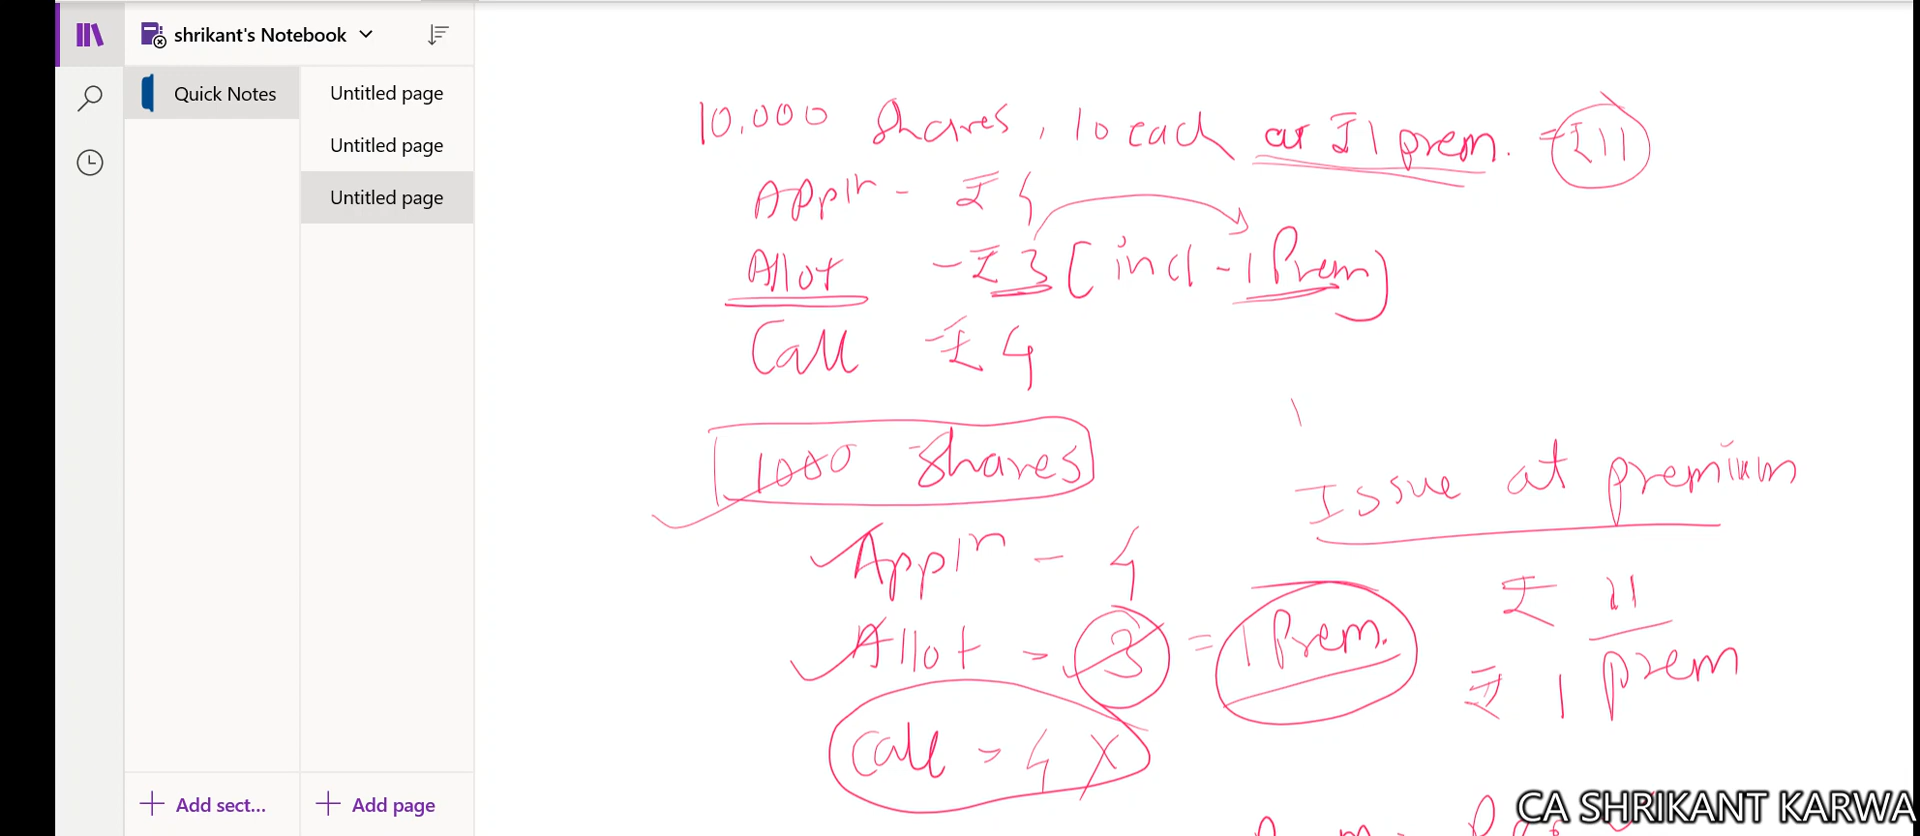 shrikant's Notebook
Quick Notes
Untitled page
Untitled page
Untitled page
Add sect...
Add page
10,000 Shares, 10 each at ₹1 prem. = ₹11
Appln - ₹ 4
Allot - ₹ 3 [incl - 1 Prem]
Call - ₹ 4
1000 Shares
Appln - 4
Allot - 3 = 1 Prem.
Call = 4 X
Issue at premium
₹ 11
₹ 1 prem
CA SHRIKANT KARWA